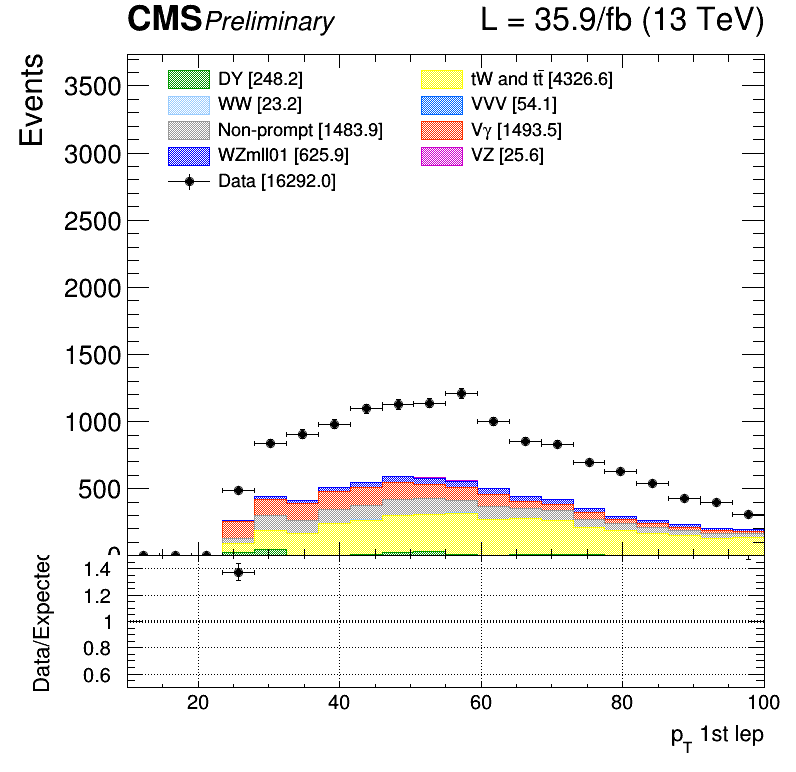 CMS Preliminary L = 35.9/fb (13 TeV)
Events
DY [248.2] tW and tt̄ [4326.6]
WW [23.2] VVV [54.1]
Non-prompt [1483.9] Vγ [1493.5]
WZmll01 [625.9] VZ [25.6]
Data [16292.0]
3500
3000
2500
2000
1500
1000
500
0
Data/Expected
1.4
1.2
1
0.8
0.6
20 40 60 80 100
p_T 1st lep